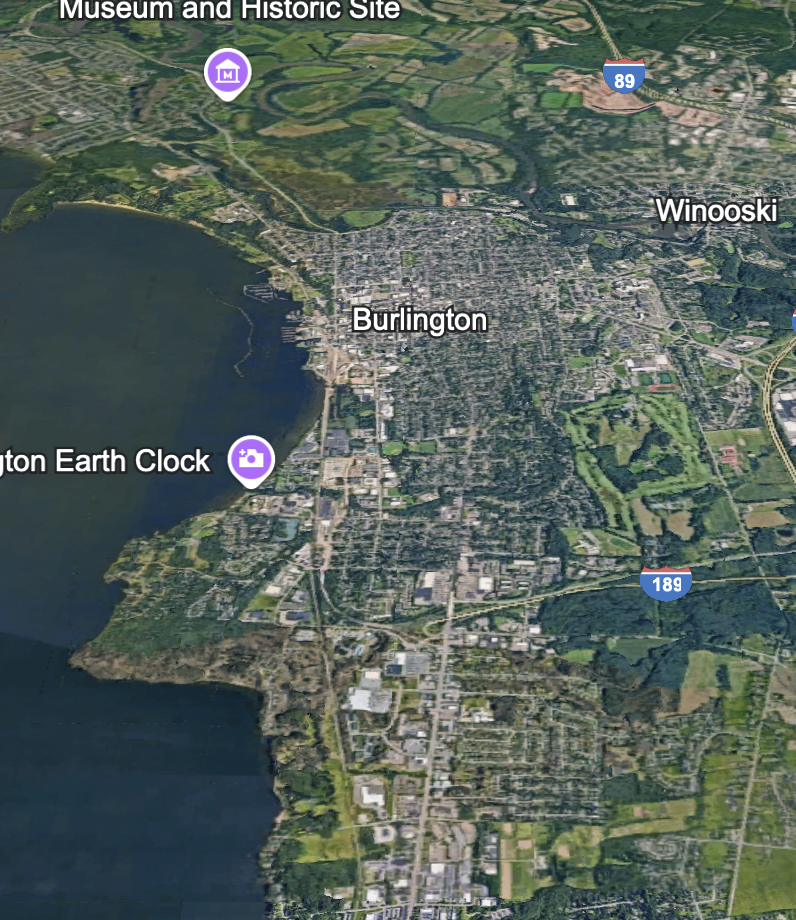 Museum and Historic Site
M
89
Winooski
Burlington
gton Earth Clock
189